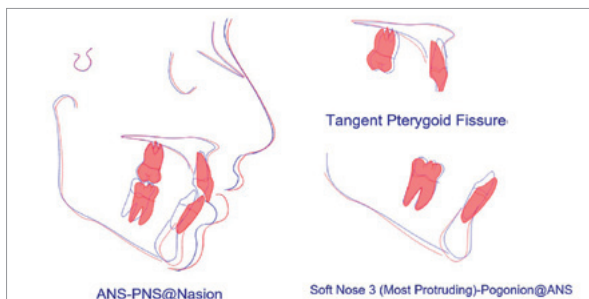 Tangent Pterygoid Fissure
ANS-PNS@Nasion
Soft Nose 3 (Most Protruding)-Pogonion@ANS